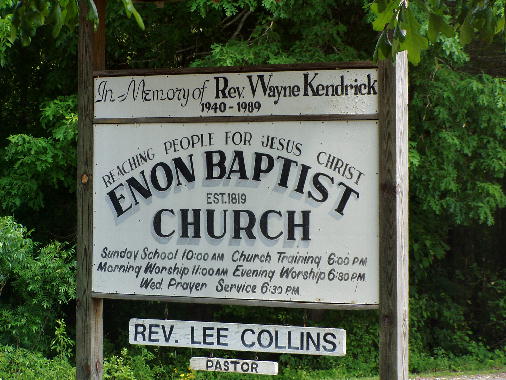 In Memory of Rev. Wayne Kendrick
1940 - 1989
REACHING PEOPLE FOR JESUS CHRIST
ENON BAPTIST
EST. 1819
CHURCH
Sunday School 10:00 AM Church Training 6:00 PM
Morning Worship 11:00 AM Evening Worship 6:30 PM
Wed. Prayer Service 6:30 PM
REV. LEE COLLINS
PASTOR